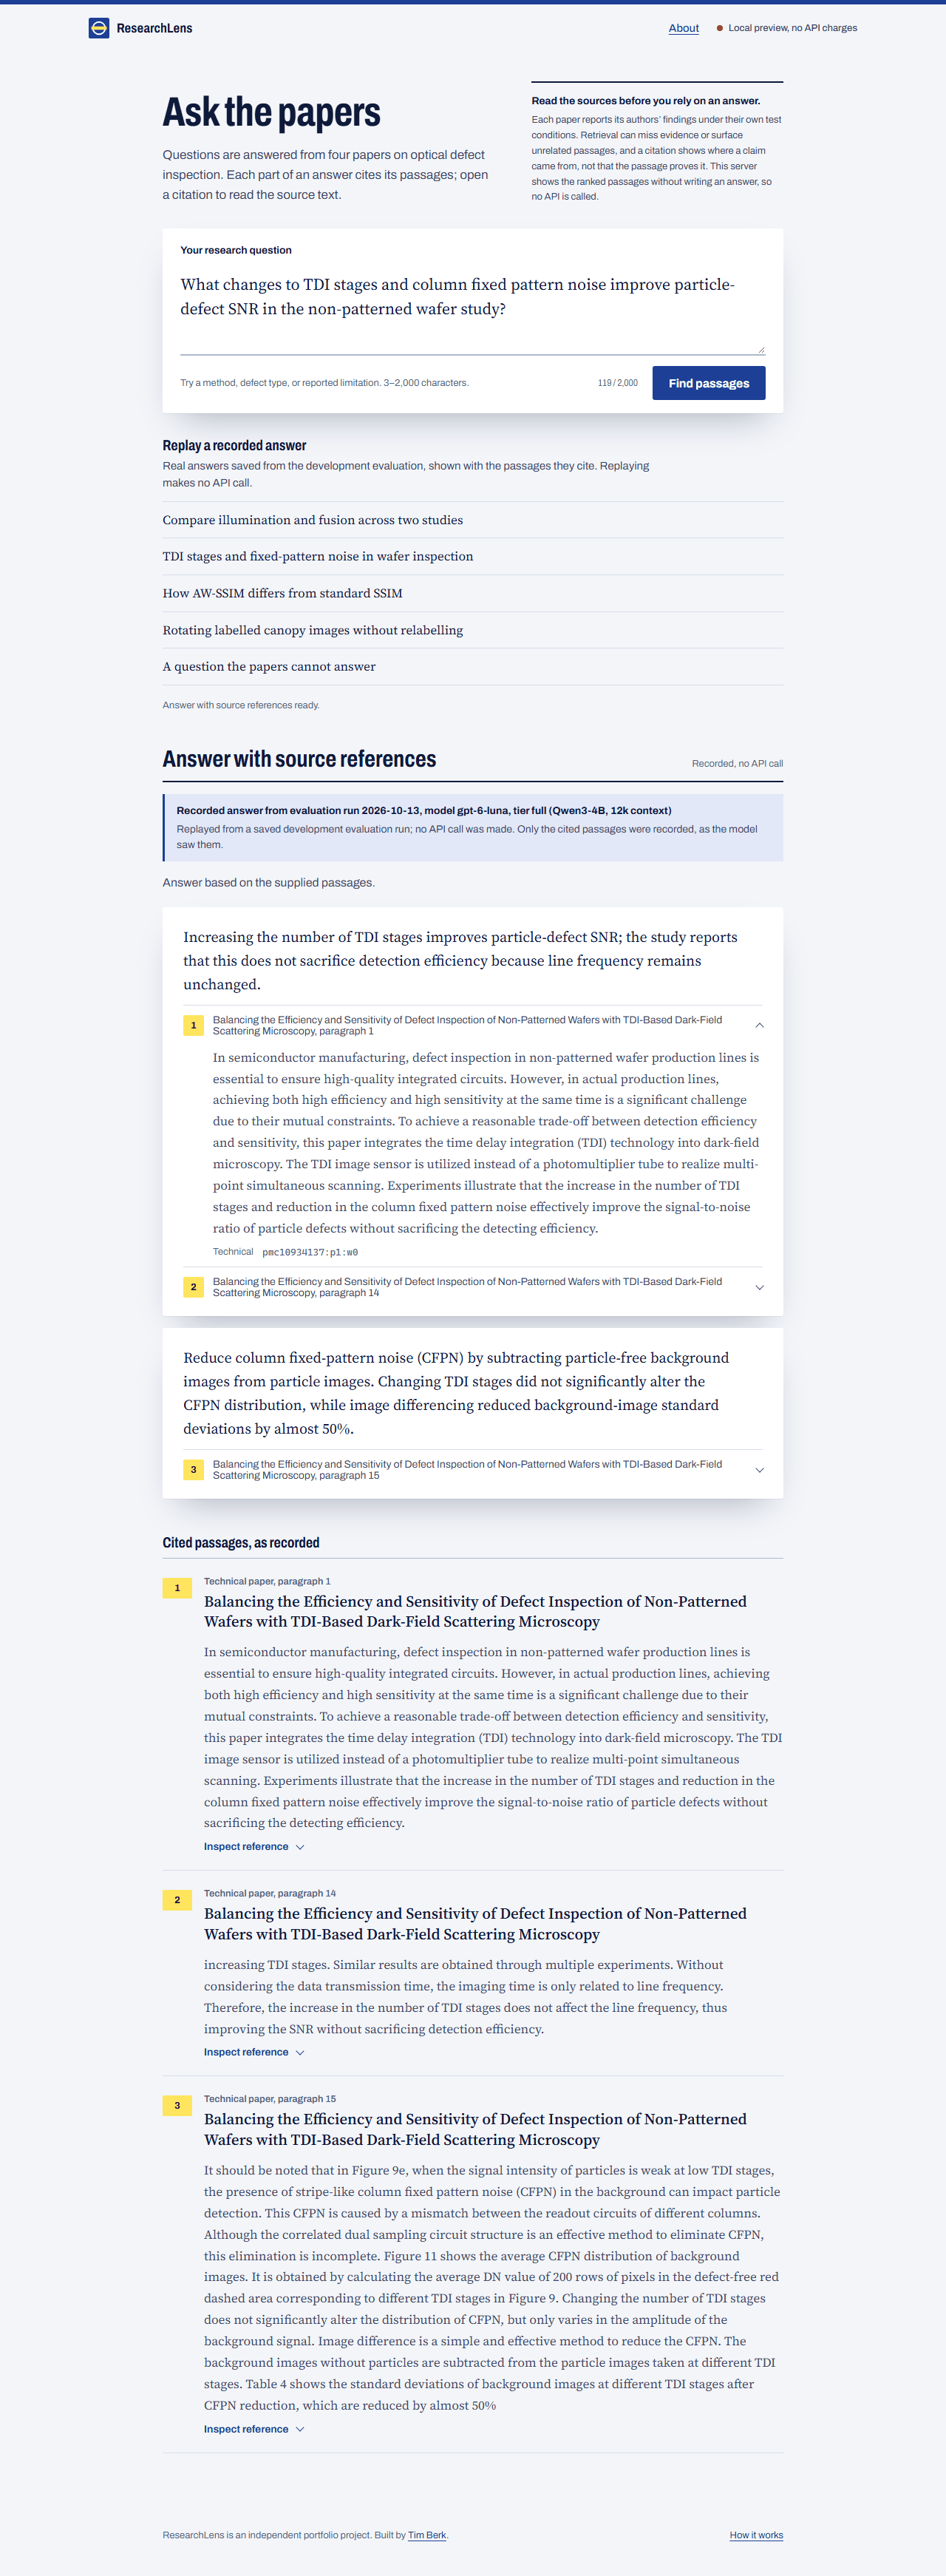 ResearchLens
About
Local preview, no API charges
Ask the papers
Questions are answered from four papers on optical defect
inspection. Each part of an answer cites its passages; open
a citation to read the source text.
Read the sources before you rely on an answer.
Each paper reports its authors' findings under their own test
conditions. Retrieval can miss evidence or surface
unrelated passages, and a citation shows where a claim
came from, not that the passage proves it. This server
shows the ranked passages without writing an answer, so
no API is called.
Your research question
What changes to TDI stages and column fixed pattern noise improve particle-
defect SNR in the non-patterned wafer study?
Try a method, defect type, or reported limitation. 3–2,000 characters.
119 / 2,000
Find passages
Replay a recorded answer
Real answers saved from the development evaluation, shown with the passages they cite. Replaying
makes no API call.
Compare illumination and fusion across two studies
TDI stages and fixed-pattern noise in wafer inspection
How AW-SSIM differs from standard SSIM
Rotating labelled canopy images without relabelling
A question the papers cannot answer
Answer with source references ready.
Answer with source references
Recorded, no API call
Recorded answer from evaluation run 2026-10-13, model gpt-6-luna, tier full (Qwen3-4B, 12k context)
Replayed from a saved development evaluation run; no API call was made. Only the cited passages were recorded, as the model
saw them.
Answer based on the supplied passages.
Increasing the number of TDI stages improves particle-defect SNR; the study reports
that this does not sacrifice detection efficiency because line frequency remains
unchanged.
1
Balancing the Efficiency and Sensitivity of Defect Inspection of Non-Patterned Wafers with TDI-Based Dark-Field
Scattering Microscopy, paragraph 1
In semiconductor manufacturing, defect inspection in non-patterned wafer production lines is
essential to ensure high-quality integrated circuits. However, in actual production lines,
achieving both high efficiency and high sensitivity at the same time is a significant challenge
due to their mutual constraints. To achieve a reasonable trade-off between detection efficiency
and sensitivity, this paper integrates the time delay integration (TDI) technology into dark-field
microscopy. The TDI image sensor is utilized instead of a photomultiplier tube to realize multi-
point simultaneous scanning. Experiments illustrate that the increase in the number of TDI
stages and reduction in the column fixed pattern noise effectively improve the signal-to-noise
ratio of particle defects without sacrificing the detecting efficiency.
Technical pmc10934137:p1:w0
2
Balancing the Efficiency and Sensitivity of Defect Inspection of Non-Patterned Wafers with TDI-Based Dark-Field
Scattering Microscopy, paragraph 14
Reduce column fixed-pattern noise (CFPN) by subtracting particle-free background
images from particle images. Changing TDI stages did not significantly alter the
CFPN distribution, while image differencing reduced background-image standard
deviations by almost 50%.
3
Balancing the Efficiency and Sensitivity of Defect Inspection of Non-Patterned Wafers with TDI-Based Dark-Field
Scattering Microscopy, paragraph 15
Cited passages, as recorded
1
Technical paper, paragraph 1
Balancing the Efficiency and Sensitivity of Defect Inspection of Non-Patterned
Wafers with TDI-Based Dark-Field Scattering Microscopy
In semiconductor manufacturing, defect inspection in non-patterned wafer production lines is
essential to ensure high-quality integrated circuits. However, in actual production lines, achieving
both high efficiency and high sensitivity at the same time is a significant challenge due to their
mutual constraints. To achieve a reasonable trade-off between detection efficiency and sensitivity,
this paper integrates the time delay integration (TDI) technology into dark-field microscopy. The TDI
image sensor is utilized instead of a photomultiplier tube to realize multi-point simultaneous
scanning. Experiments illustrate that the increase in the number of TDI stages and reduction in the
column fixed pattern noise effectively improve the signal-to-noise ratio of particle defects without
sacrificing the detecting efficiency.
Inspect reference
2
Technical paper, paragraph 14
Balancing the Efficiency and Sensitivity of Defect Inspection of Non-Patterned
Wafers with TDI-Based Dark-Field Scattering Microscopy
increasing TDI stages. Similar results are obtained through multiple experiments. Without
considering the data transmission time, the imaging time is only related to line frequency.
Therefore, the increase in the number of TDI stages does not affect the line frequency, thus
improving the SNR without sacrificing detection efficiency.
Inspect reference
3
Technical paper, paragraph 15
Balancing the Efficiency and Sensitivity of Defect Inspection of Non-Patterned
Wafers with TDI-Based Dark-Field Scattering Microscopy
It should be noted that in Figure 9e, when the signal intensity of particles is weak at low TDI stages,
the presence of stripe-like column fixed pattern noise (CFPN) in the background can impact particle
detection. This CFPN is caused by a mismatch between the readout circuits of different columns.
Although the correlated dual sampling circuit structure is an effective method to eliminate CFPN,
this elimination is incomplete. Figure 11 shows the average CFPN distribution of background
images. It is obtained by calculating the average DN value of 200 rows of pixels in the defect-free red
dashed area corresponding to different TDI stages in Figure 9. Changing the number of TDI stages
does not significantly alter the distribution of CFPN, but only varies in the amplitude of the
background signal. Image difference is a simple and effective method to reduce the CFPN. The
background images without particles are subtracted from the particle images taken at different TDI
stages. Table 4 shows the standard deviations of background images at different TDI stages after
CFPN reduction, which are reduced by almost 50%
Inspect reference
ResearchLens is an independent portfolio project. Built by Tim Berk.
How it works